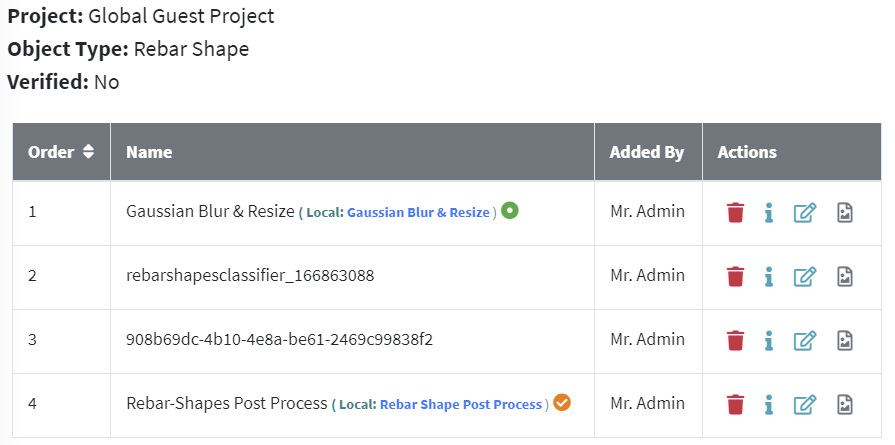 Project: Global Guest Project
Object Type: Rebar Shape
Verified: No
Order Name Added By Actions
1 Gaussian Blur & Resize ( Local: Gaussian Blur & Resize ) Mr. Admin
2 rebarshapesclassifier_166863088 Mr. Admin
3 908b69dc-4b10-4e8a-be61-2469c99838f2 Mr. Admin
4 Rebar-Shapes Post Process ( Local: Rebar Shape Post Process ) Mr. Admin